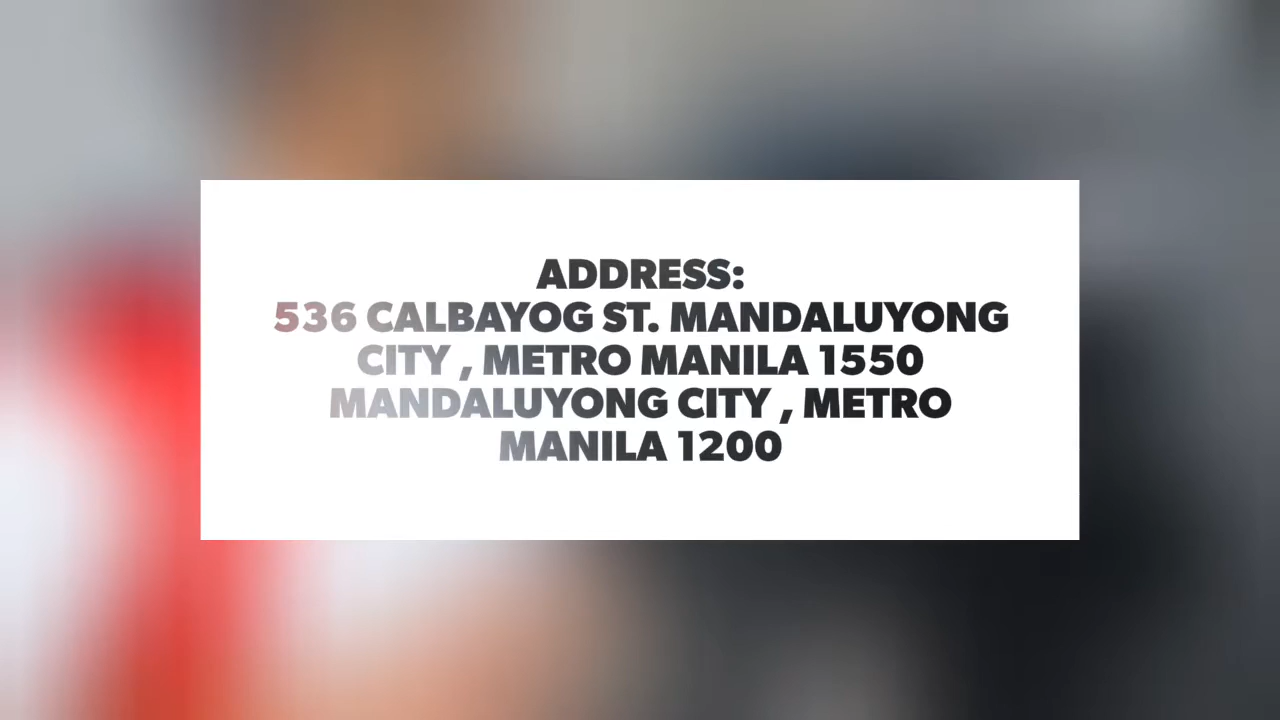 ADDRESS:
536 CALBAYOG ST. MANDALUYONG
CITY , METRO MANILA 1550
MANDALUYONG CITY , METRO
MANILA 1200